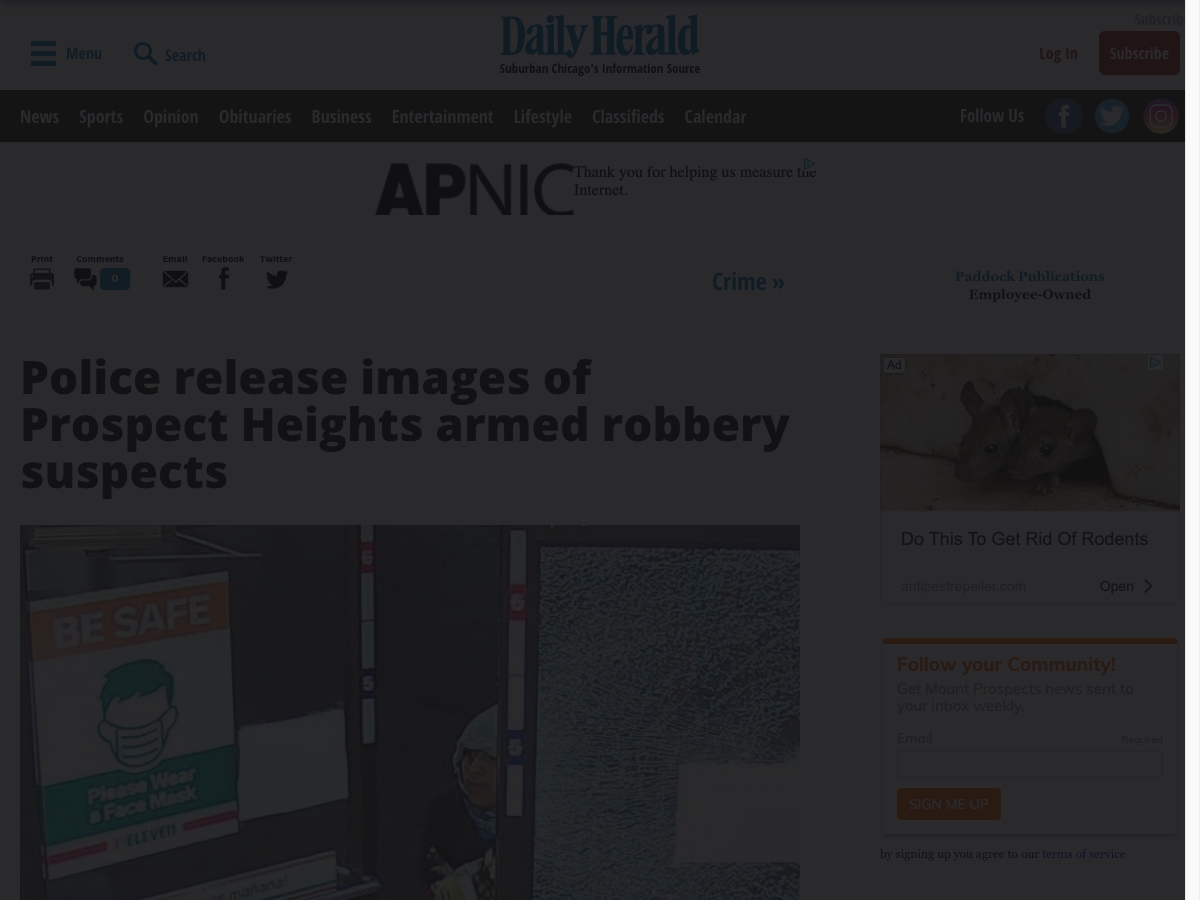 Subscrib
Menu
Search
Daily Herald
Suburban Chicago's Information Source
Log In
Subscribe
News
Sports
Opinion
Obituaries
Business
Entertainment
Lifestyle
Classifieds
Calendar
Follow Us
APNIC
Thank you for helping us measure the
Internet.
Print
Comments
0
Email
Facebook
Twitter
Crime »
Paddock Publications
Employee-Owned
Police release images of
Prospect Heights armed robbery
suspects
Ad
Do This To Get Rid Of Rodents
antipestrepeller.com
Open
Follow your Community!
Get Mount Prospects news sent to
your inbox weekly.
Email
Required
SIGN ME UP
by signing up you agree to our terms of service
BE SAFE
Please Wear
a Face Mask
ELEVEN
mañana!
6
5
6
5